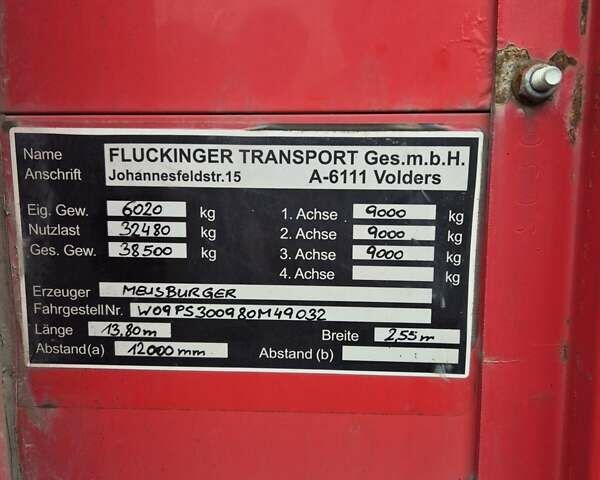 Name FLUCKINGER TRANSPORT Ges.m.b.H.
Anschrift Johannesfeldstr.15 A-6111 Volders
Eig. Gew. 6020 kg 1. Achse 9000 kg
Nutzlast 32480 kg 2. Achse 9000 kg
Ges. Gew. 38500 kg 3. Achse 9000 kg
4. Achse kg
Erzeuger MEUSBURGER
Fahrgestell Nr. W09PS300980M49032
Länge 13,80m Breite 2,55m
Abstand (a) 12000mm Abstand (b)